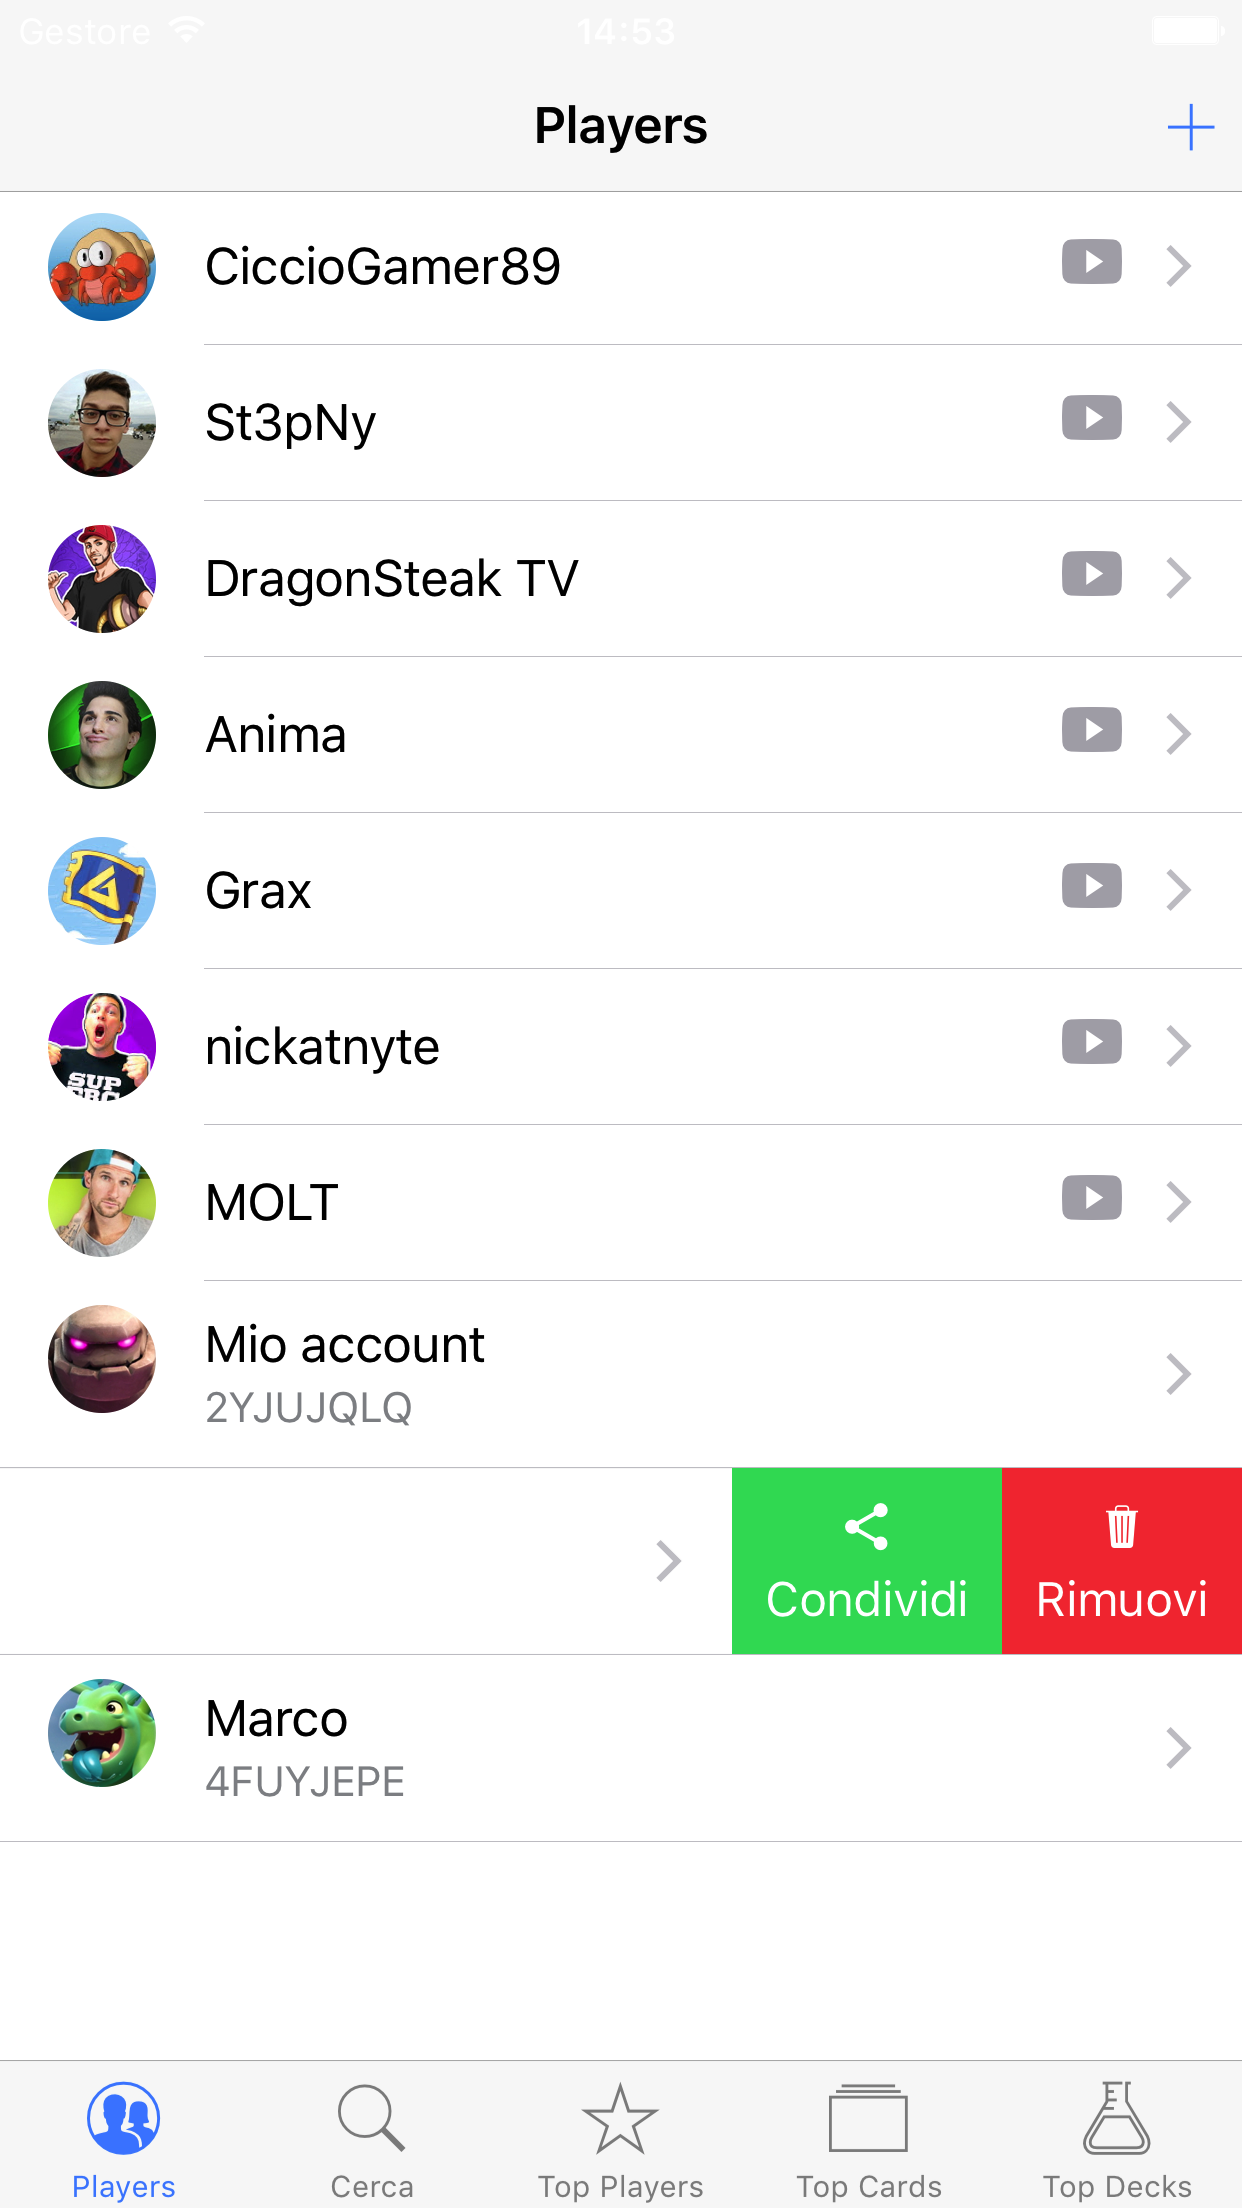 Gestore
14:53
Players
CiccioGamer89
St3pNy
DragonSteak TV
Anima
Grax
nickatnyte
SUP
MOLT
Mio account
2YJUJQLQ
Condividi
Rimuovi
Marco
4FUYJEPE
Players
Cerca
Top Players
Top Cards
Top Decks